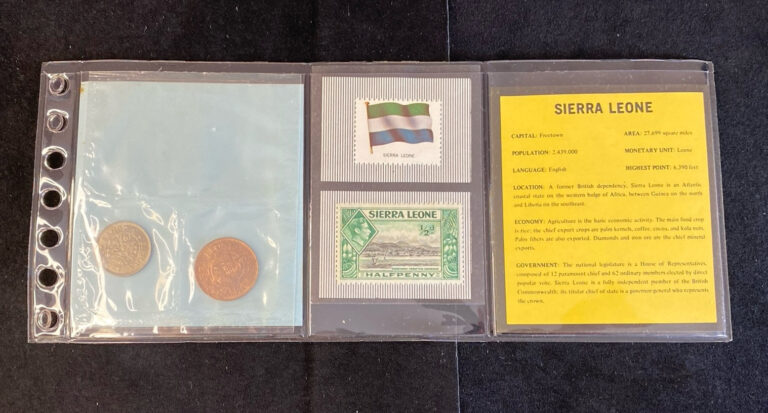 SIERRA LEONE
SIERRA LEONE
½d
HALFPENNY
SIERRA LEONE
CAPITAL: Freetown
AREA: 27,699 square miles
POPULATION: 2,439,000
MONETARY UNIT: Leone
LANGUAGE: English
HIGHEST POINT: 6,390 feet
LOCATION: A former British dependency, Sierra Leone is an Atlantic
coastal state on the western bulge of Africa, between Guinea on the north
and Liberia on the southeast.
ECONOMY: Agriculture is the basic economic activity. The main food crop
is rice; the chief export crops are palm kernels, coffee, cocoa, and kola nuts.
Palm fibers are also exported. Diamonds and iron ore are the chief mineral
exports.
GOVERNMENT: The national legislature is a House of Representatives,
composed of 12 paramount chief and 62 ordinary members elected by direct
popular vote. Sierra Leone is a fully independent member of the British
Commonwealth; its titular chief of state is a governor-general who represents
the crown.